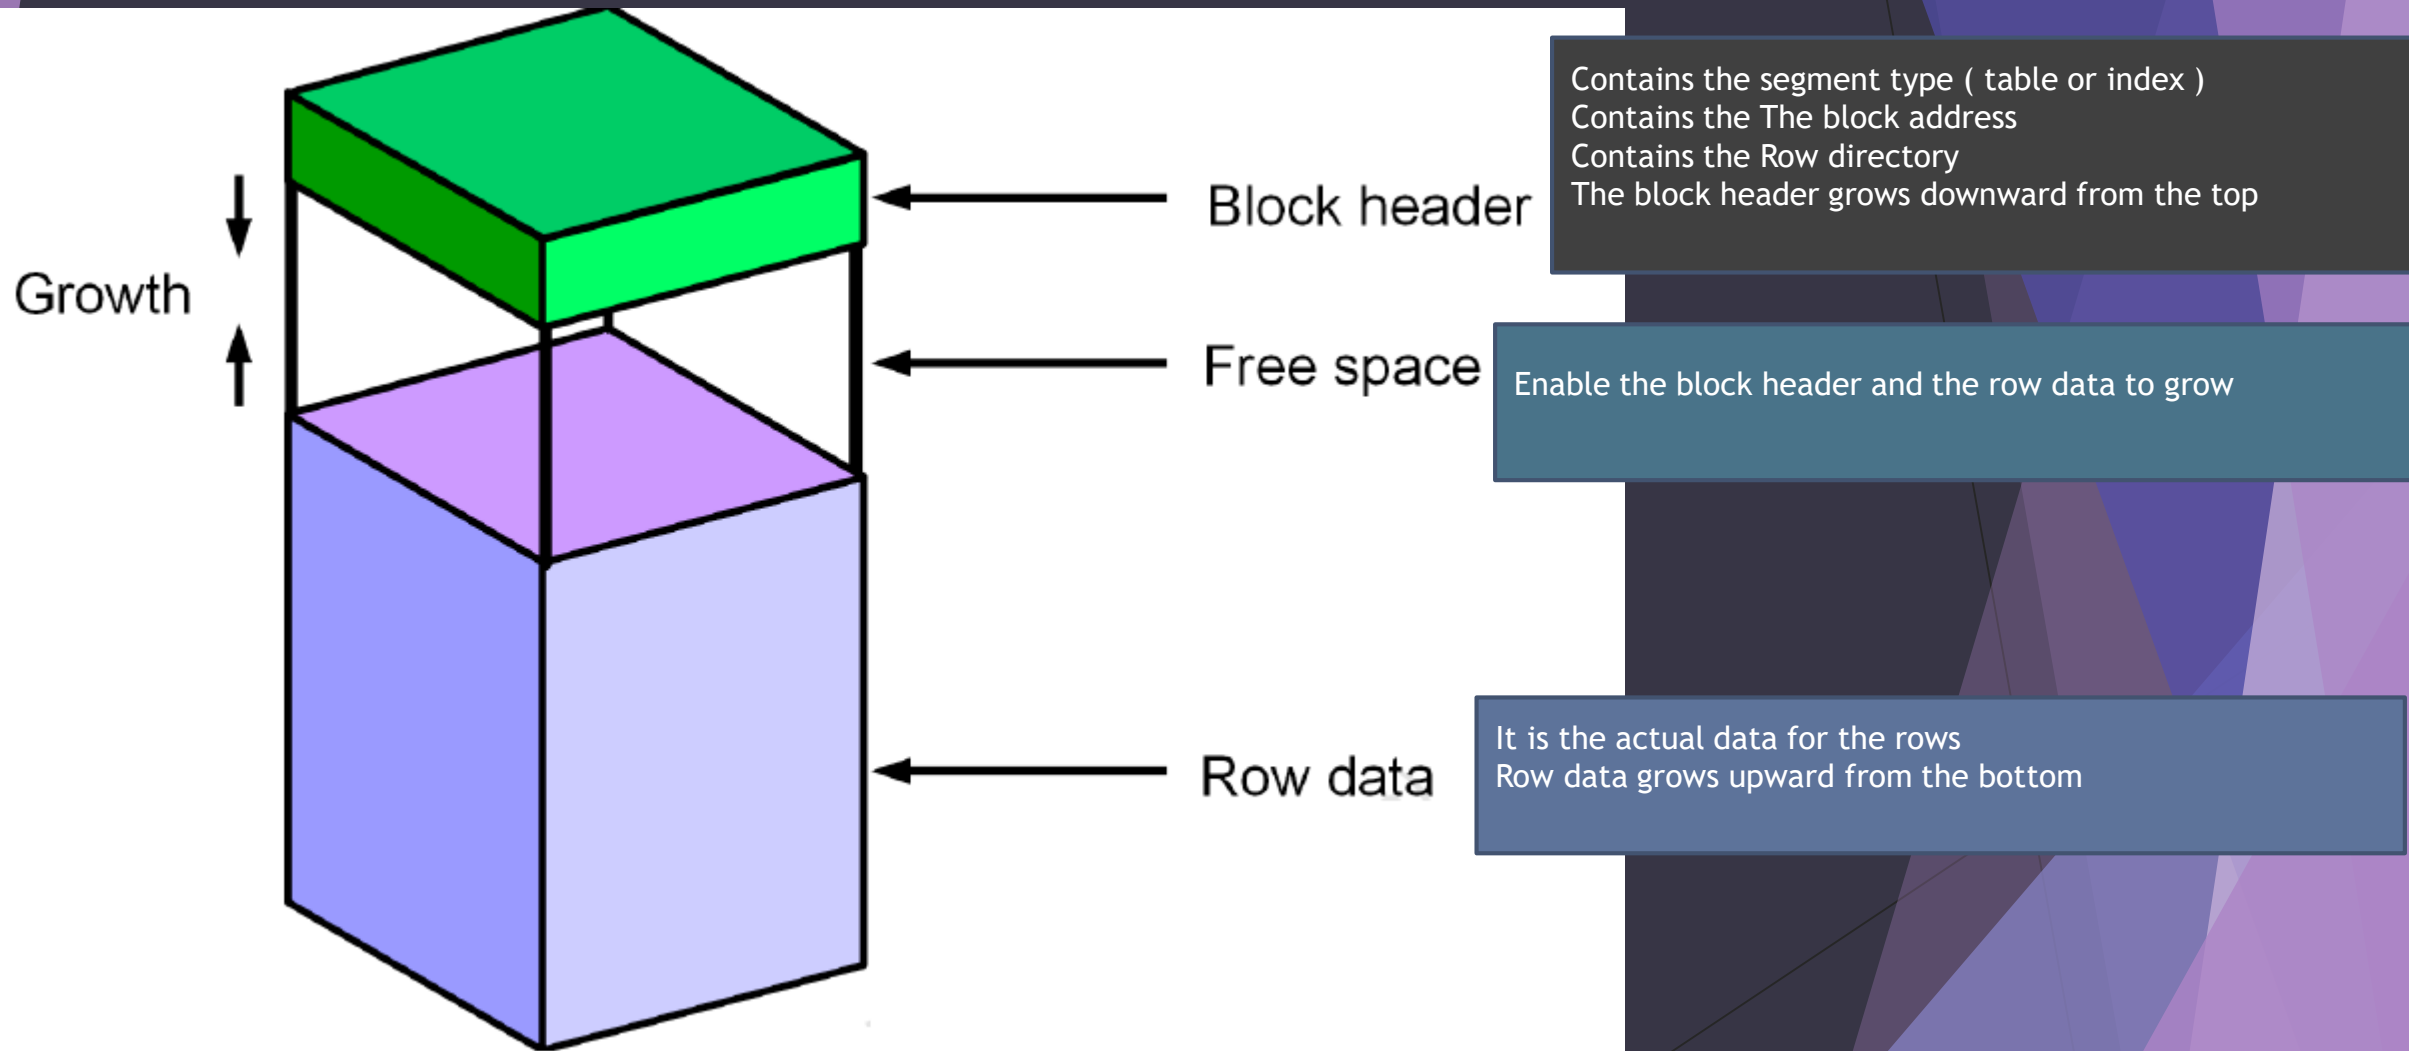 Growth
Block header
Contains the segment type ( table or index )
Contains the The block address
Contains the Row directory
The block header grows downward from the top
Free space
Enable the block header and the row data to grow
Row data
It is the actual data for the rows
Row data grows upward from the bottom